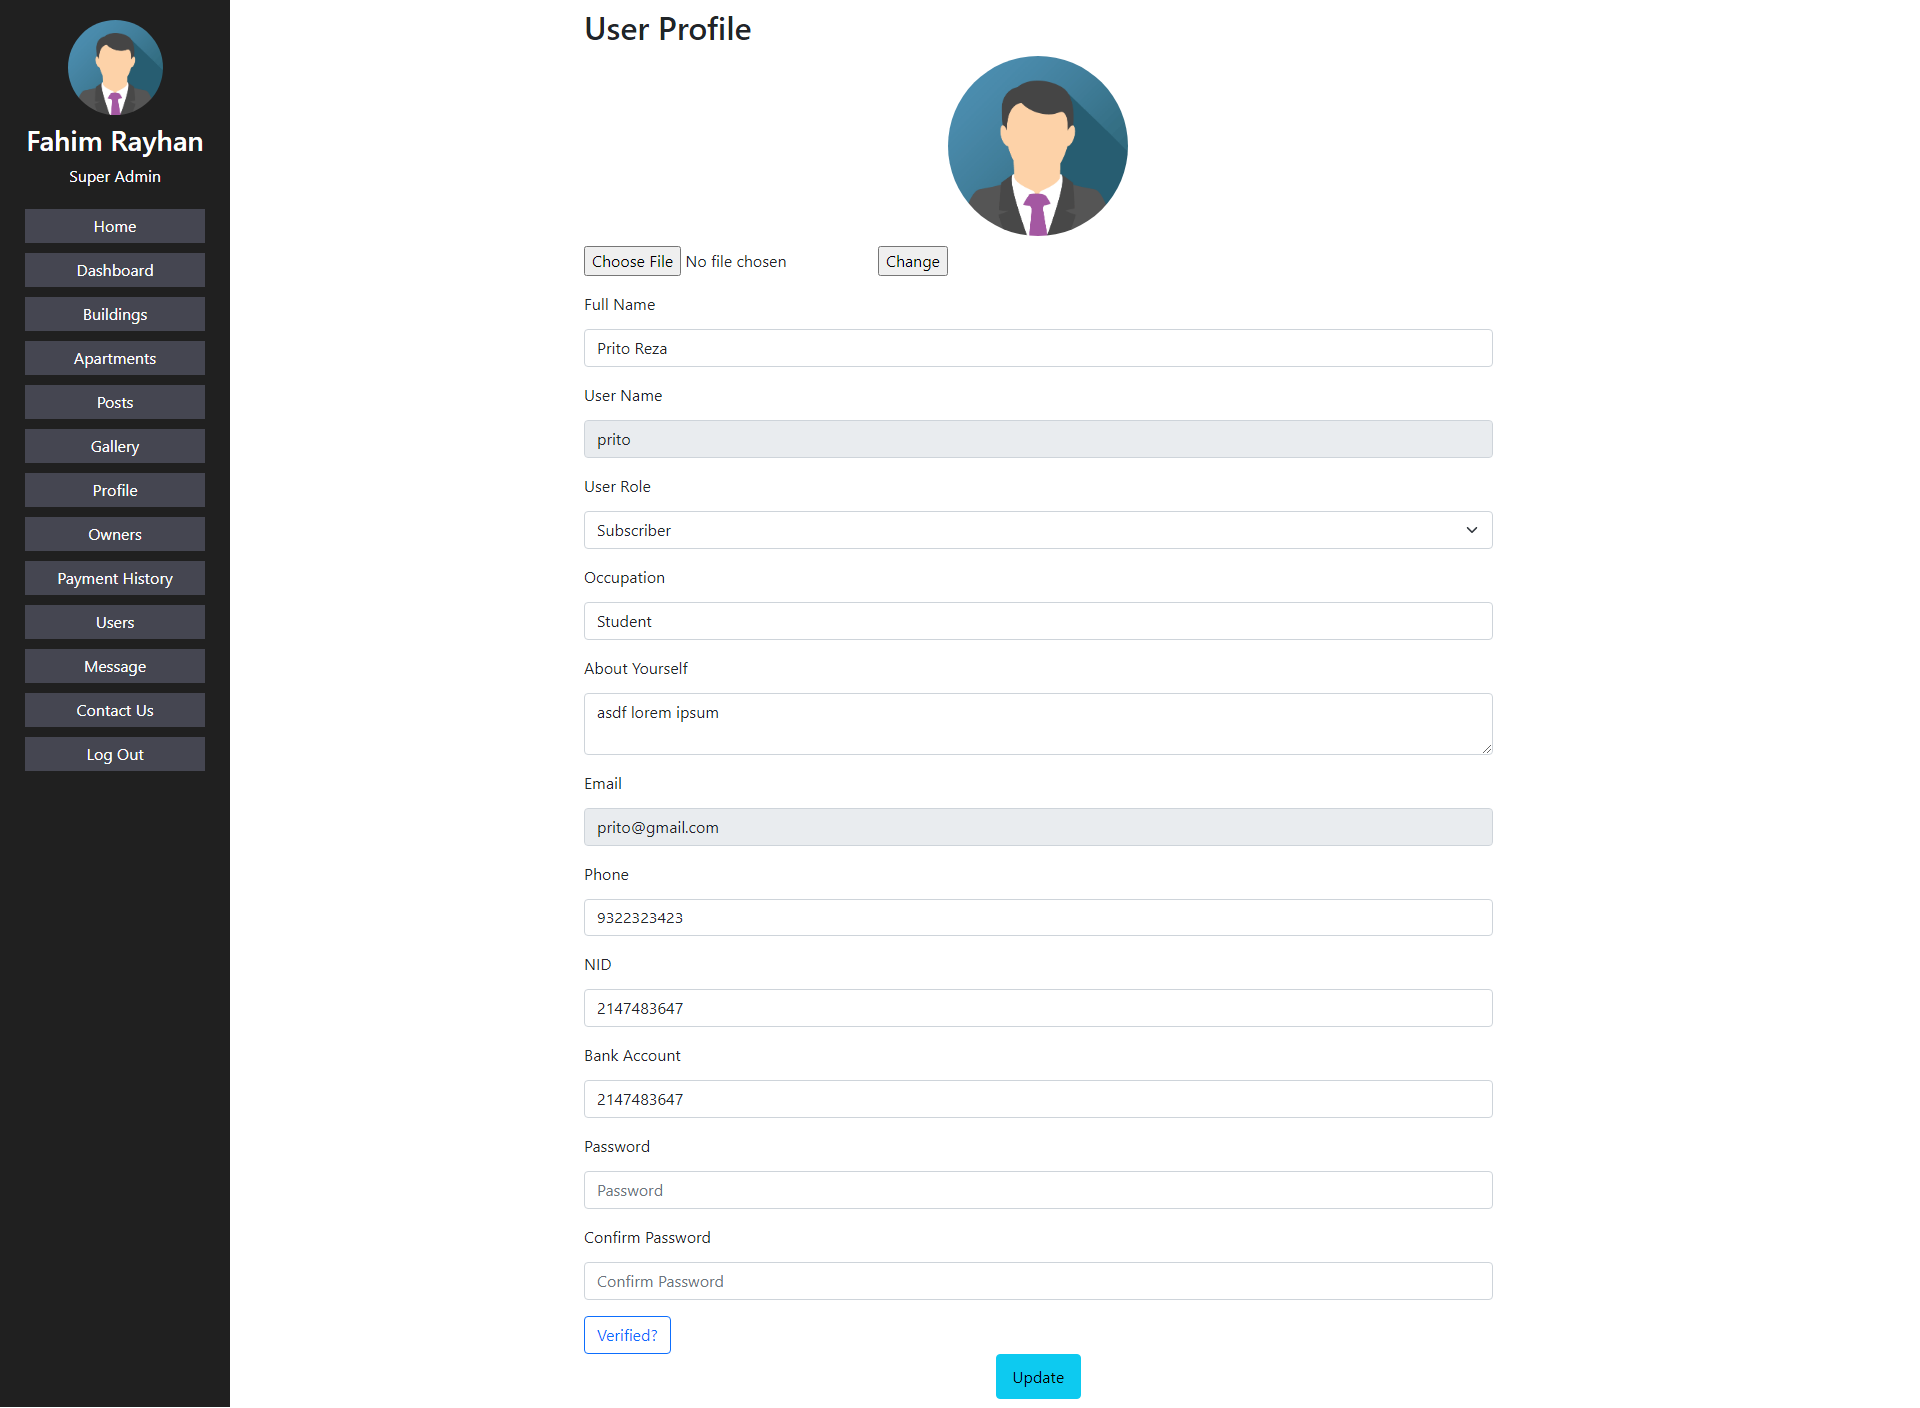 Fahim Rayhan
Super Admin
Home
Dashboard
Buildings
Apartments
Posts
Gallery
Profile
Owners
Payment History
Users
Message
Contact Us
Log Out
User Profile
Choose File No file chosen Change
Full Name
Prito Reza
User Name
prito
User Role
Subscriber
Occupation
Student
About Yourself
asdf lorem ipsum
Email
prito@gmail.com
Phone
9322323423
NID
2147483647
Bank Account
2147483647
Password
Password
Confirm Password
Confirm Password
Verified?
Update